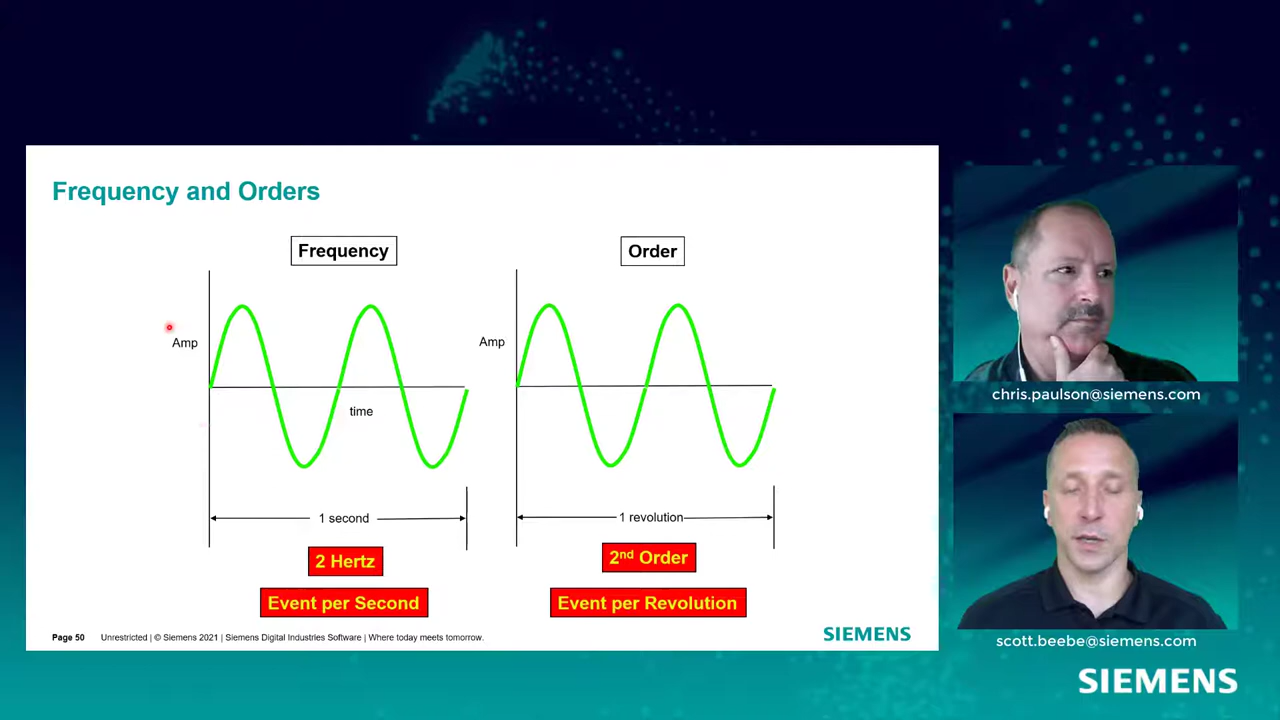 Frequency and Orders
Frequency
Order
Amp
time
1 second
2 Hertz
Event per Second
Amp
1 revolution
2nd Order
Event per Revolution
Page 50 Unrestricted | © Siemens 2021 | Siemens Digital Industries Software | Where today meets tomorrow.
SIEMENS
chris.paulson@siemens.com
scott.beebe@siemens.com
SIEMENS